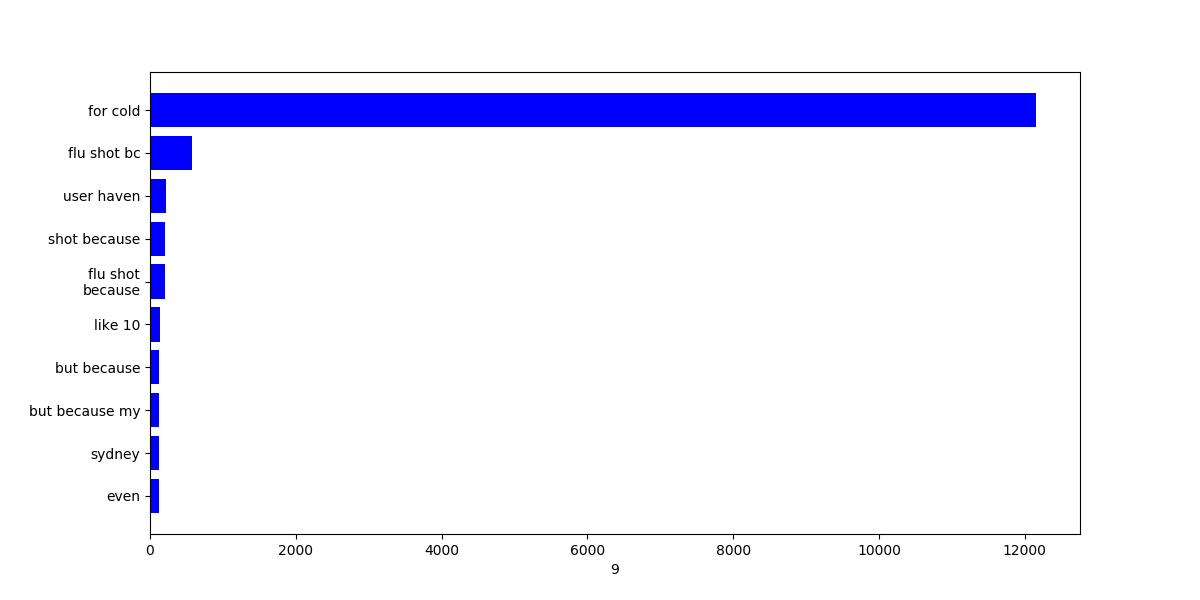 for cold
flu shot bc
user haven
shot because
flu shot
because
like 10
but because
but because my
sydney
even
0 2000 4000 6000 8000 10000 12000
9